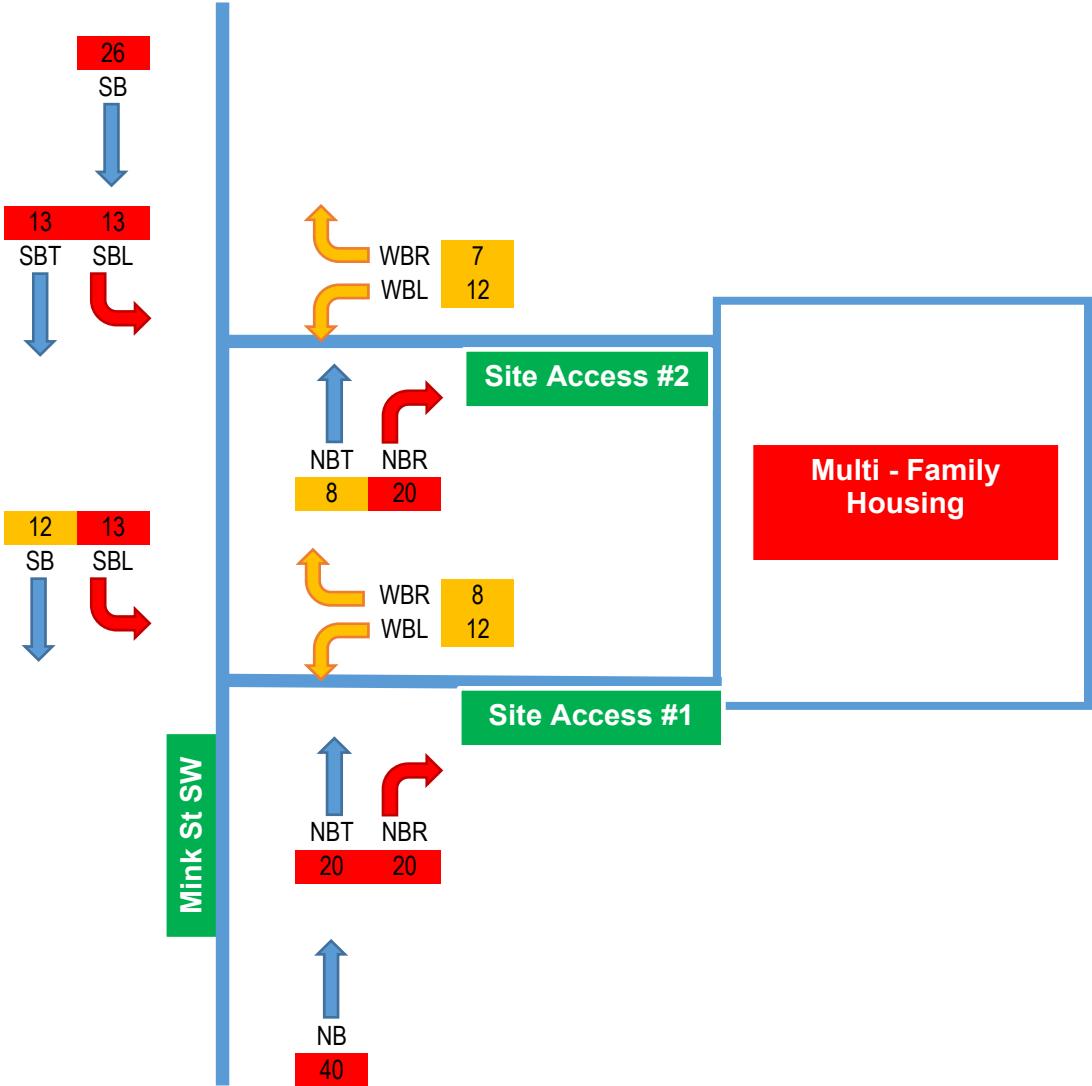 26
SB
13 13
SBT SBL
WBR 7
WBL 12
Site Access #2
NBT NBR
8 20
Multi - Family
Housing
12 13
SB SBL
WBR 8
WBL 12
Site Access #1
Mink St SW
NBT NBR
20 20
NB
40